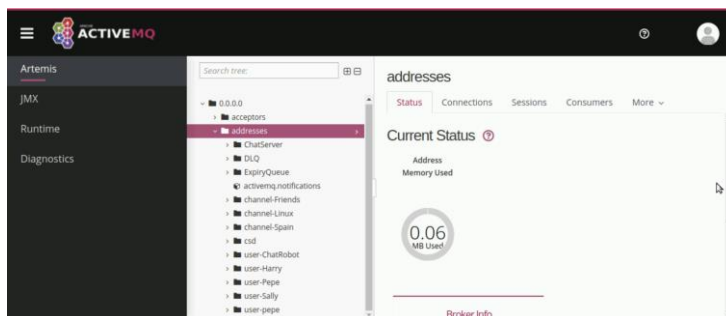 ACTIVEMQ
Artemis
JMX
Runtime
Diagnostics
Search tree:
0.0.0.0
acceptors
addresses
ChatServer
DLQ
ExpiryQueue
activemq.notifications
channel-Friends
channel-Linux
channel-Spain
csd
user-ChatRobot
user-Harry
user-Pepe
user-Sally
user-pepe
addresses
Status Connections Sessions Consumers More
Current Status
Address
Memory Used
0.06
MB Used
Broker Info